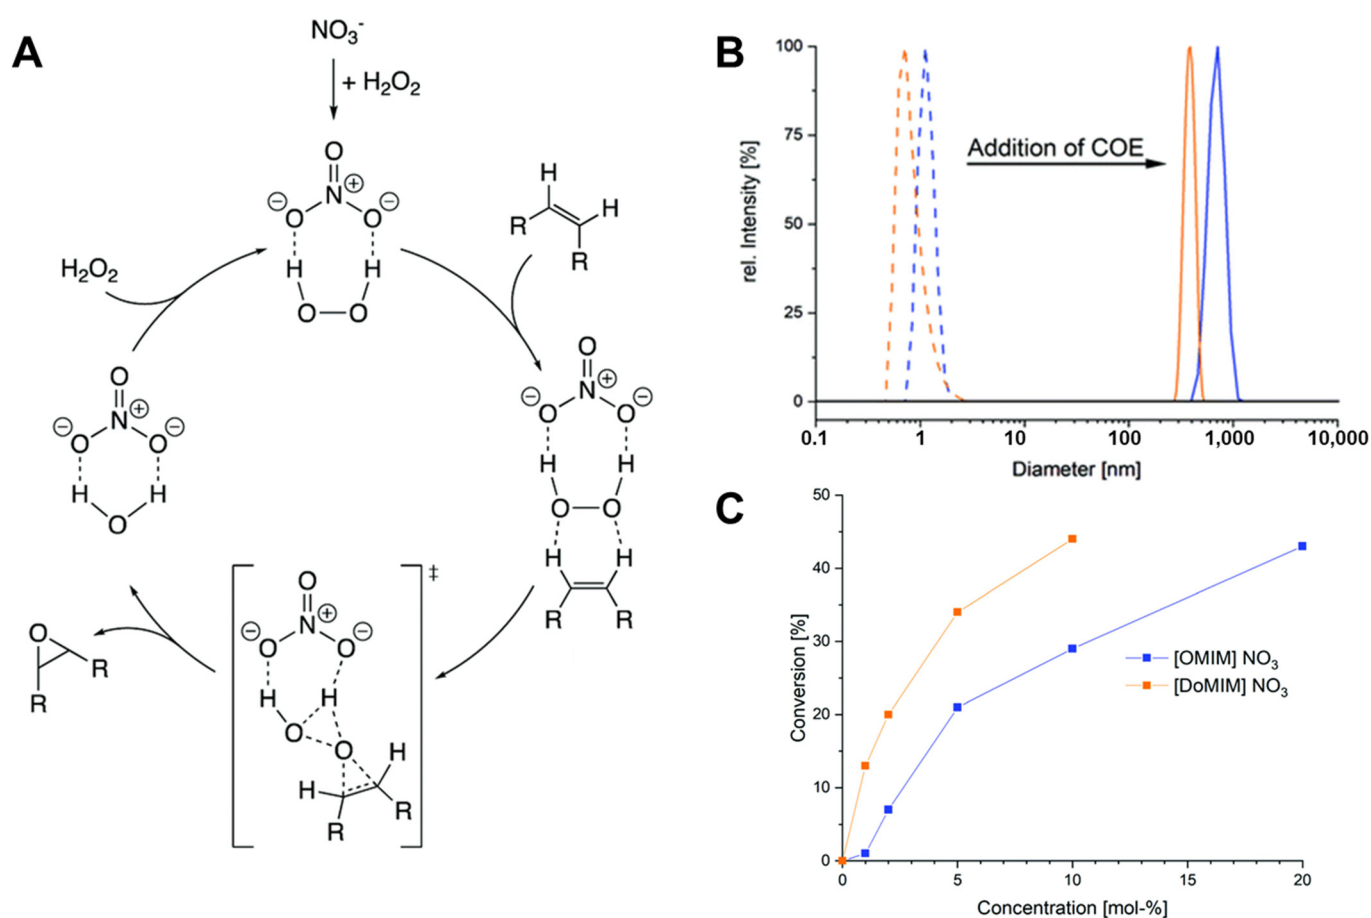 A
NO3-
+ H2O2
O
N
+
-
O
-
O
H
H
O
O
H
R
H
R
H2O2
O
N
+
-
O
-
O
H
H
O
O
N
+
-
O
-
O
H
H
O
O
H
H
R
R
‡
O
N
+
-
O
-
O
H
H
O
O
H
H
R
R
O
R
R
B
100
75
50
25
0
rel. Intensity [%]
Addition of COE
0.1 1 10 100 1,000 10,000
Diameter [nm]
C
50
40
30
20
10
0
Conversion [%]
[OMIM] NO3
[DoMIM] NO3
0 5 10 15 20
Concentration [mol-%]